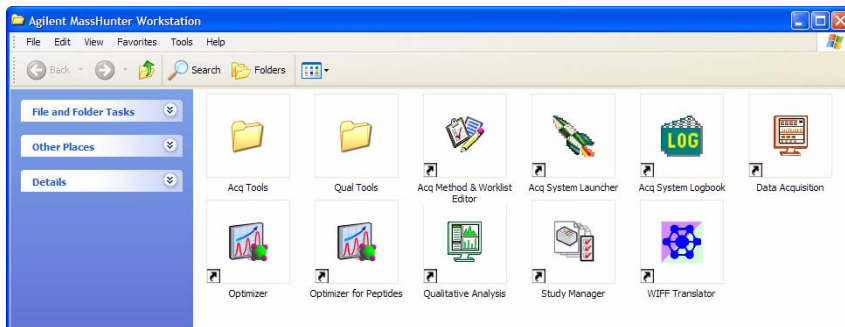 Agilent MassHunter Workstation
File Edit View Favorites Tools Help
Back Search Folders
File and Folder Tasks
Other Places
Details
Acq Tools
Qual Tools
Acq Method & Worklist
Editor
Acq System Launcher
LOG
Acq System Logbook
Data Acquisition
Optimizer
Optimizer for Peptides
Qualitative Analysis
Study Manager
WIFF Translator